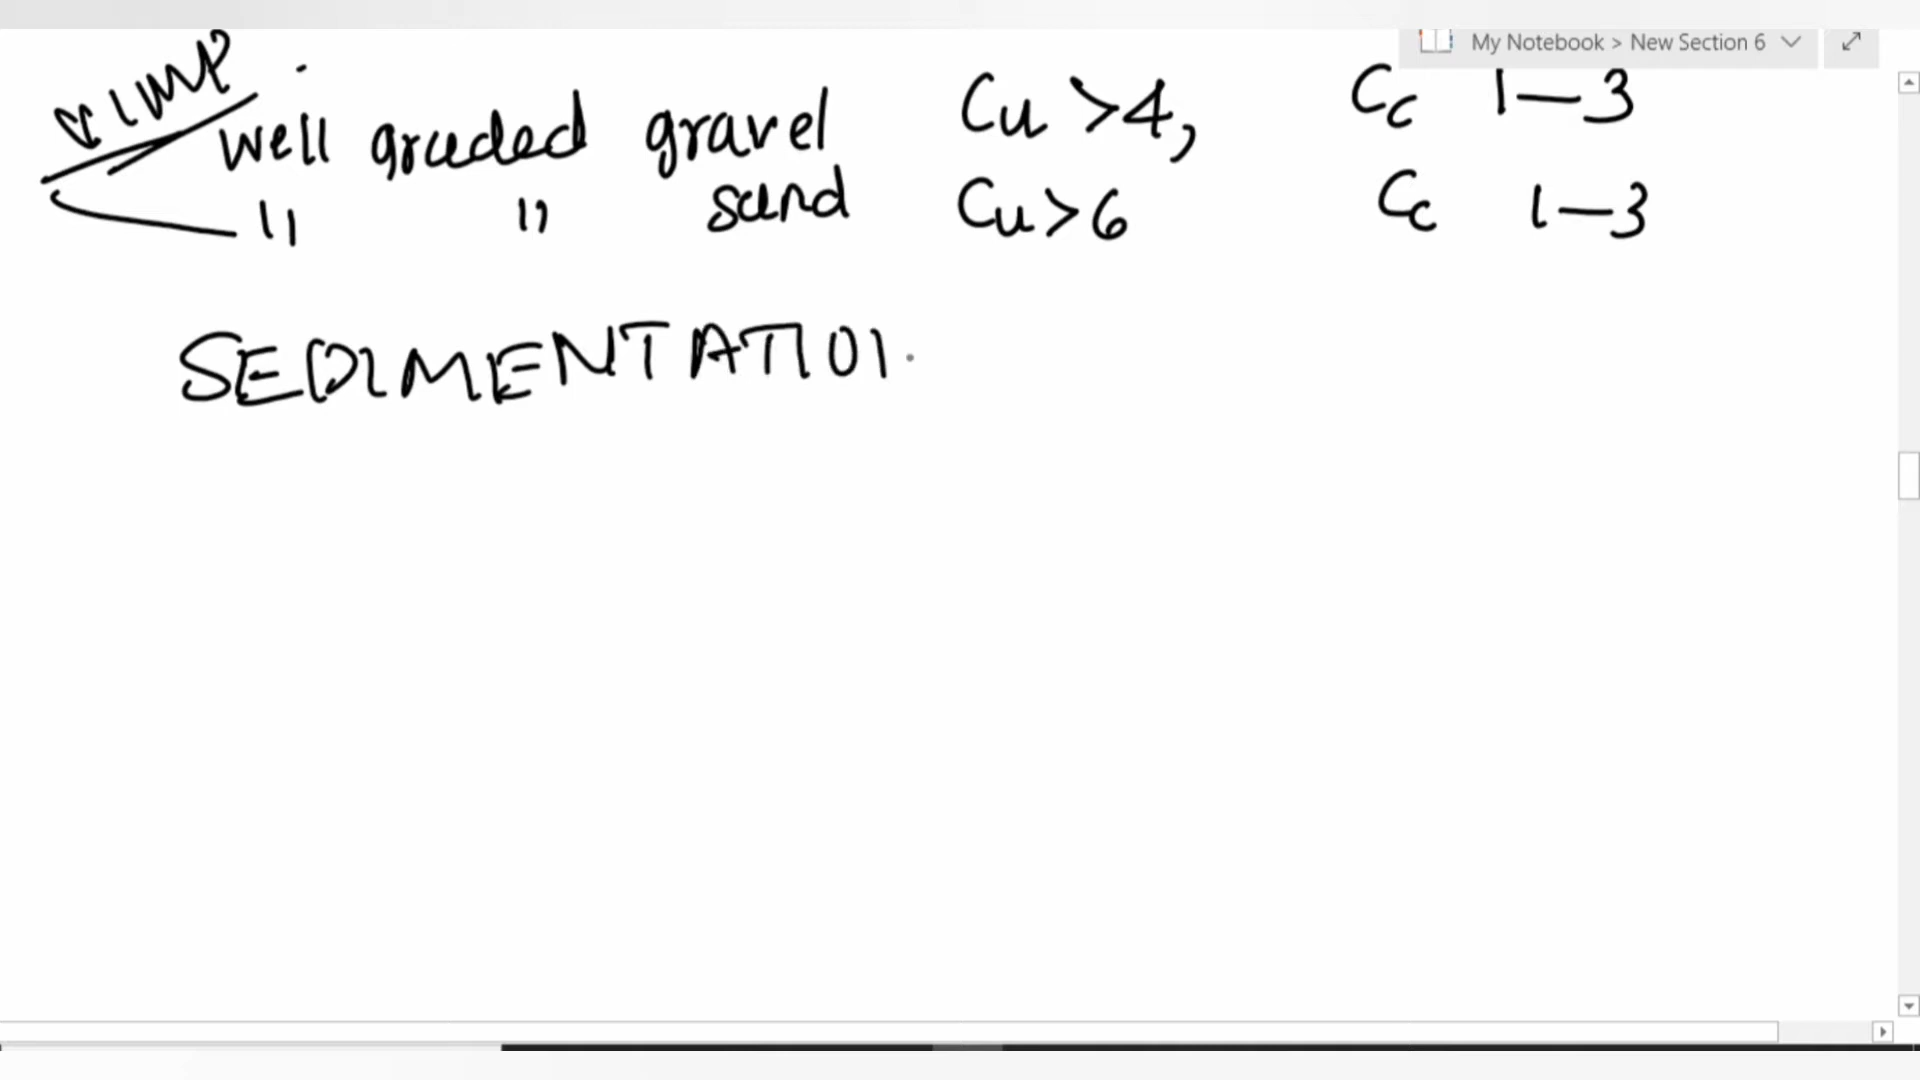 My Notebook > New Section 6
V IMP
Well graded gravel Cu >4, Cc 1—3
" " sand Cu>6 Cc 1—3
SEDIMENTATIO